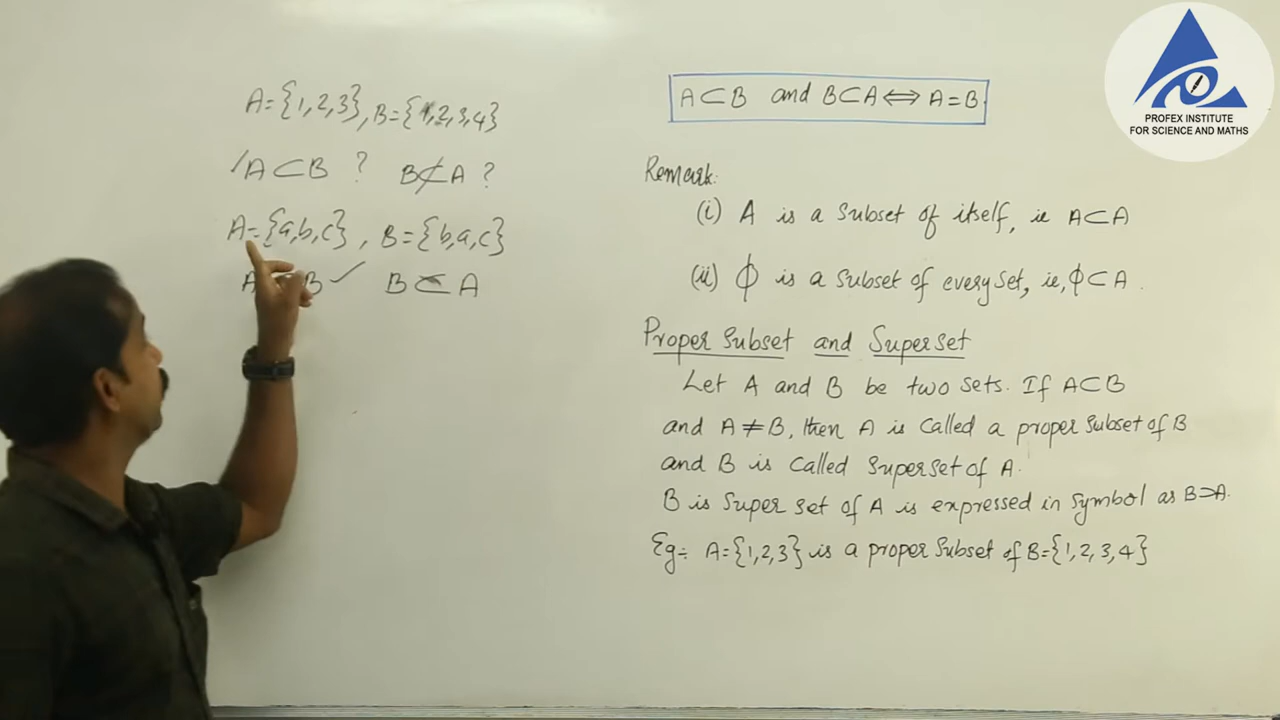 A={1,2,3}, B={1,2,3,4}
A⊂B ? B⊄A ?
A={a,b,c}, B={b,a,c}
A B ✓ B⊂A
A⊂B and B⊂A⟺A=B.
Remark:
(i) A is a subset of itself, ie A⊂A
(ii) ϕ is a subset of every set, ie, ϕ⊂A.
Proper subset and Superset
Let A and B be two sets. If A⊂B
and A≠B, then A is called a proper subset of B
and B is called superset of A.
B is super set of A is expressed in symbol as B⊃A.
Eg:- A={1,2,3} is a proper subset of B={1,2,3,4}
PROFEX INSTITUTE
FOR SCIENCE AND MATHS